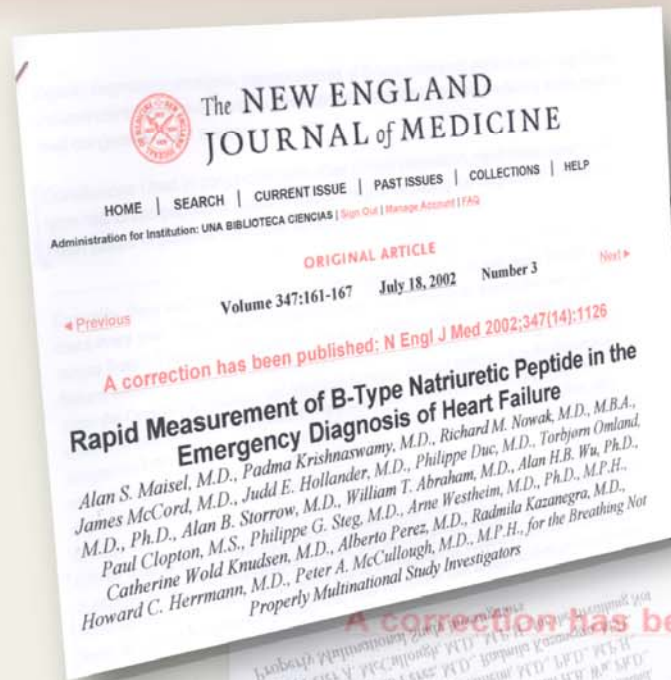 The NEW ENGLAND
JOURNAL of MEDICINE
HOME | SEARCH | CURRENT ISSUE | PAST ISSUES | COLLECTIONS | HELP
Administration for Institution: UNA BIBLIOTECA CIENCIAS | Sign Out | Manage Account | FAQ
ORIGINAL ARTICLE
◄ Previous Volume 347:161-167 July 18, 2002 Number 3 Next ►
A correction has been published: N Engl J Med 2002;347(14):1126
Rapid Measurement of B-Type Natriuretic Peptide in the
Emergency Diagnosis of Heart Failure
Alan S. Maisel, M.D., Padma Krishnaswamy, M.D., Richard M. Nowak, M.D., M.B.A.,
James McCord, M.D., Judd E. Hollander, M.D., Philippe Duc, M.D. Torbjørn Omland,
M.D., Ph.D., Alan B. Storrow, M.D., William T. Abraham, M.D., Alan H.B. Wu, Ph.D.,
Paul Clopton, M.S., Philippe G. Steg, M.D., Arne Westheim, M.D., Ph.D., M.P.H.,
Catherine Wold Knudsen, M.D., Alberto Perez, M.D., Radmila Kazanegra, M.D.,
Howard C. Herrmann, M.D., Peter A. McCullough, M.D., M.P.H., for the Breathing Not
Properly Multinational Study Investigators
A correction has be